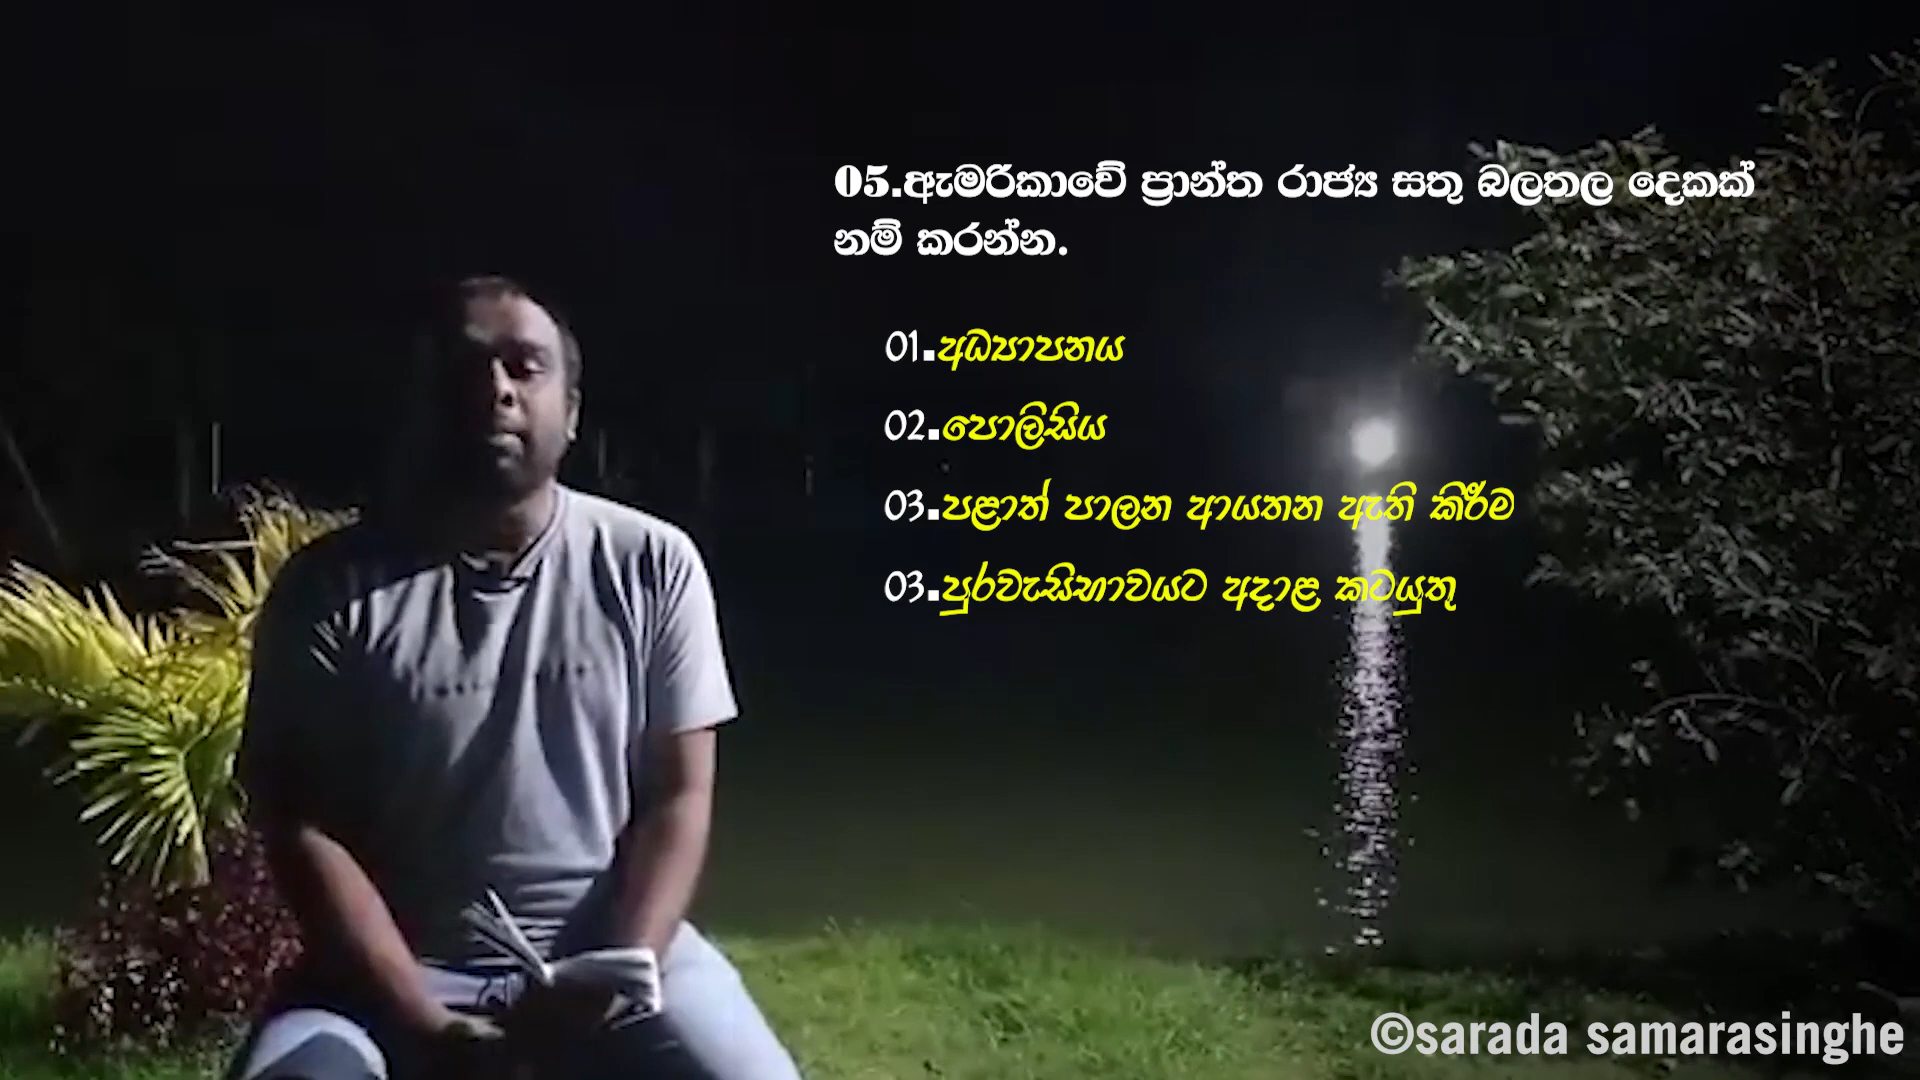 05.ඇමරිකාවේ ප්‍රාන්ත රාජ්‍ය සතු බලතල දෙකක්
නම් කරන්න.
01.අධ්‍යාපනය
02.පොලිසිය
03.පළාත් පාලන ආයතන ඇති කිරීම
03.පුරවැසිභාවයට අදාළ කටයුතු
©sarada samarasinghe